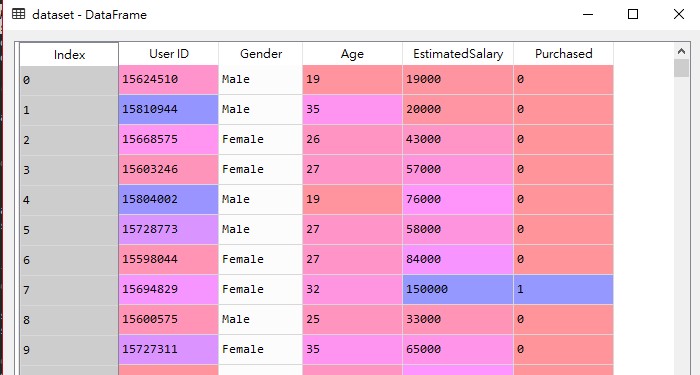 dataset - DataFrame
Index User ID Gender Age EstimatedSalary Purchased
0 15624510 Male 19 19000 0
1 15810944 Male 35 20000 0
2 15668575 Female 26 43000 0
3 15603246 Female 27 57000 0
4 15804002 Male 19 76000 0
5 15728773 Male 27 58000 0
6 15598044 Female 27 84000 0
7 15694829 Female 32 150000 1
8 15600575 Male 25 33000 0
9 15727311 Female 35 65000 0